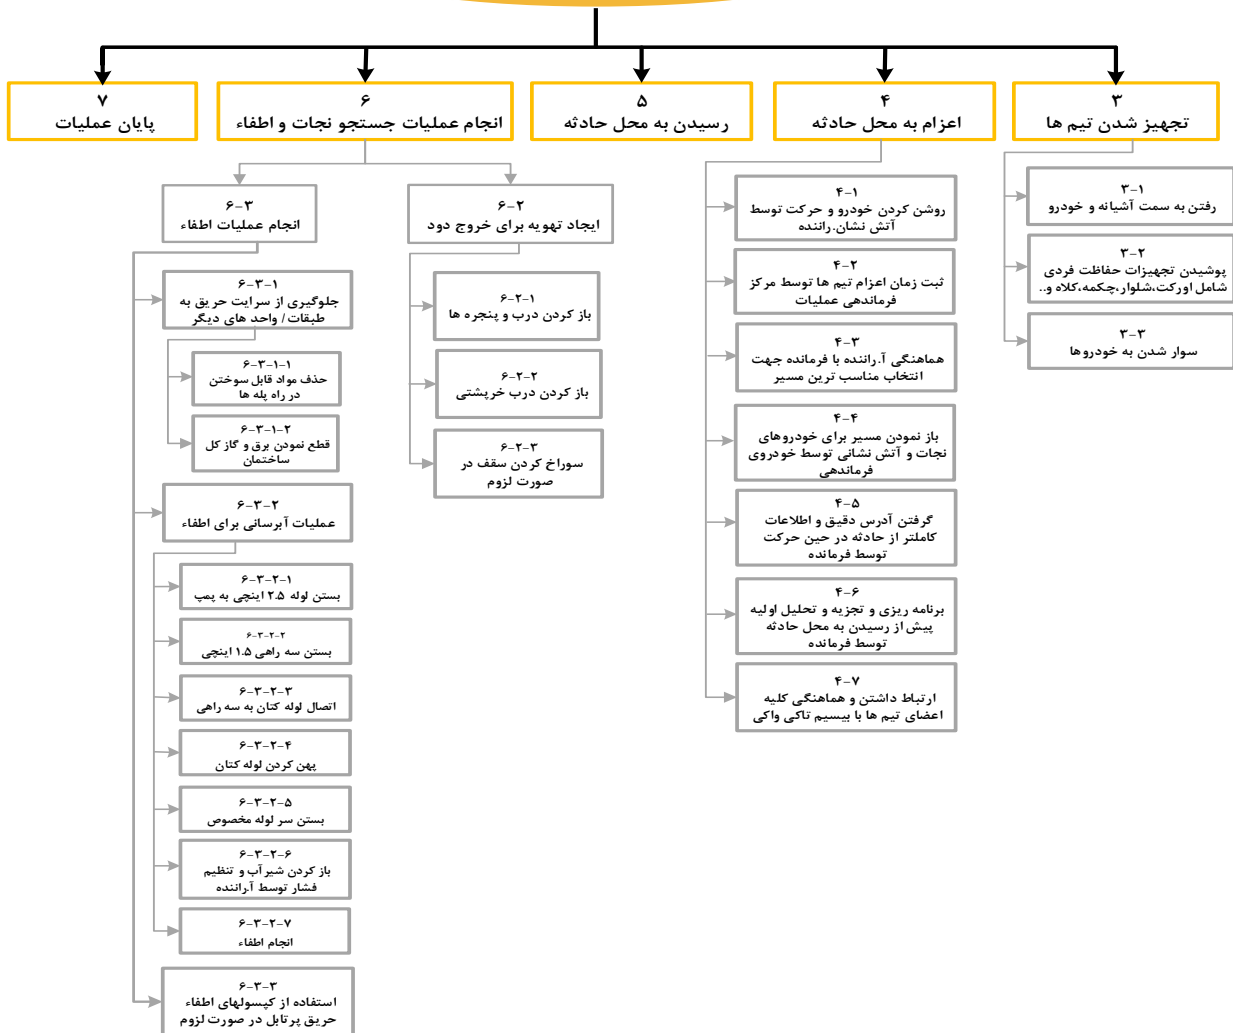 ۳
تجهیز شدن تیم ها
۳-۱
رفتن به سمت آشیانه و خودرو
۳-۲
پوشیدن تجهیزات حفاظت فردی
شامل اورکت،شلوار،چکمه،کلاه و..
۳-۳
سوار شدن به خودروها
۴
اعزام به محل حادثه
۴-۱
روشن کردن خودرو و حرکت توسط
آتش نشان.راننده
۴-۲
ثبت زمان اعزام تیم ها توسط مرکز
فرماندهی عملیات
۴-۳
هماهنگی آ.راننده با فرمانده جهت
انتخاب مناسب ترین مسیر
۴-۴
باز نمودن مسیر برای خودروهای
نجات و آتش نشانی توسط خودروی
فرماندهی
۴-۵
گرفتن آدرس دقیق و اطلاعات
کاملتر از حادثه در حین حرکت
توسط فرمانده
۴-۶
برنامه ریزی و تجزیه و تحلیل اولیه
پیش از رسیدن به محل حادثه
توسط فرمانده
۴-۷
ارتباط داشتن و هماهنگی کلیه
اعضای تیم ها با بیسیم تاکی واکی
۵
رسیدن به محل حادثه
۶
انجام عملیات جستجو نجات و اطفاء
۶-۲
ایجاد تهویه برای خروج دود
۶-۲-۱
باز کردن درب و پنجره ها
۶-۲-۲
باز کردن درب خرپشتی
۶-۲-۳
سوراخ کردن سقف در
صورت لزوم
۶-۳
انجام عملیات اطفاء
۶-۳-۱
جلوگیری از سرایت حریق به
طبقات / واحد های دیگر
۶-۳-۱-۱
حذف مواد قابل سوختن
در راه پله ها
۶-۳-۱-۲
قطع نمودن برق و گاز کل
ساختمان
۶-۳-۲
عملیات آبرسانی برای اطفاء
۶-۳-۲-۱
بستن لوله ۲.۵ اینچی به پمپ
۶-۳-۲-۲
بستن سه راهی ۱.۵ اینچی
۶-۳-۲-۳
اتصال لوله کتان به سه راهی
۶-۳-۲-۴
پهن کردن لوله کتان
۶-۳-۲-۵
بستن سر لوله مخصوص
۶-۳-۲-۶
باز کردن شیرآب و تنظیم
فشار توسط آ.راننده
۶-۳-۲-۷
انجام اطفاء
۶-۳-۳
استفاده از کپسولهای اطفاء
حریق پرتابل در صورت لزوم
۷
پایان عملیات